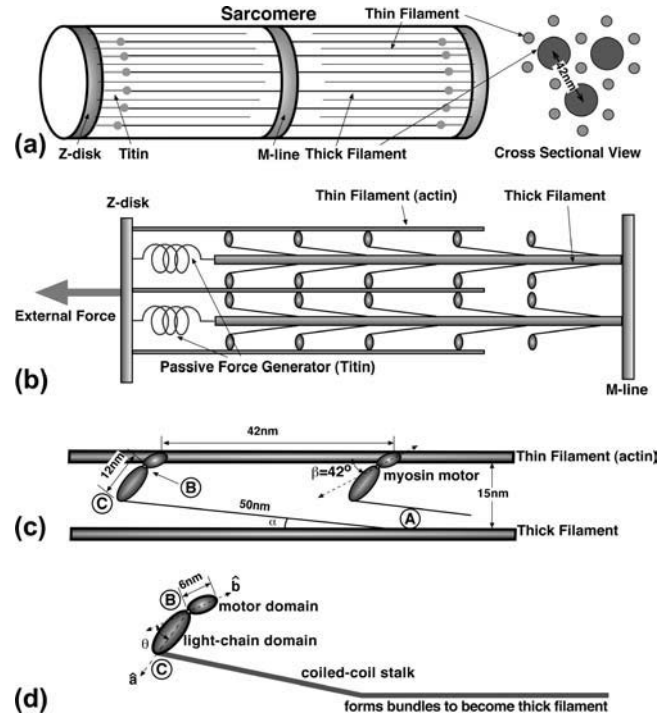 Sarcomere
Thin Filament
42nm
(a)
Z-disk
Titin
M-line
Thick Filament
Cross Sectional View
Z-disk
Thin Filament (actin)
Thick Filament
External Force
Passive Force Generator (Titin)
(b)
M-line
42nm
Thin Filament (actin)
12nm
B
β=42°
myosin motor
15nm
C
50nm
α
A
(c)
Thick Filament
6nm
b̂
B
motor domain
θ
light-chain domain
C
â
coiled-coil stalk
(d)
forms bundles to become thick filament